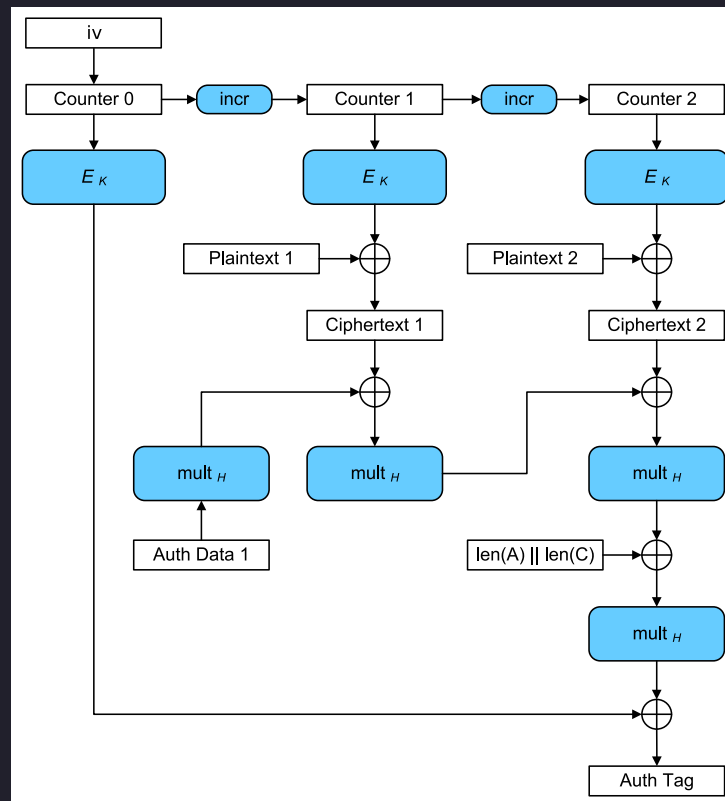 iv
Counter 0
incr
Counter 1
incr
Counter 2
E K
E K
E K
Plaintext 1
Plaintext 2
Ciphertext 1
Ciphertext 2
mult H
mult H
mult H
Auth Data 1
len(A) || len(C)
mult H
Auth Tag